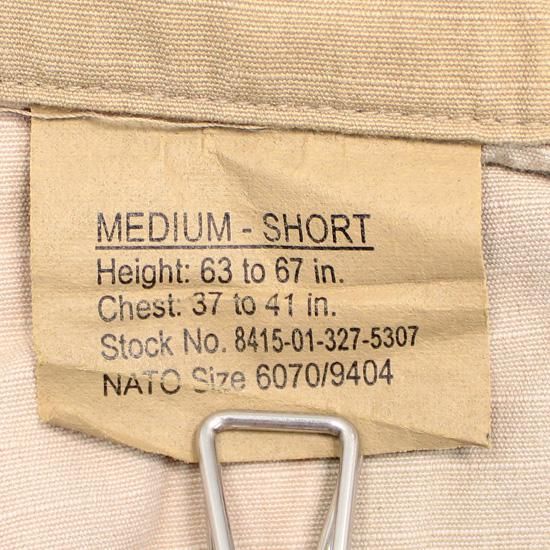 MEDIUM - SHORT
Height: 63 to 67 in.
Chest: 37 to 41 in.
Stock No. 8415-01-327-5307
NATO Size 6070/9404